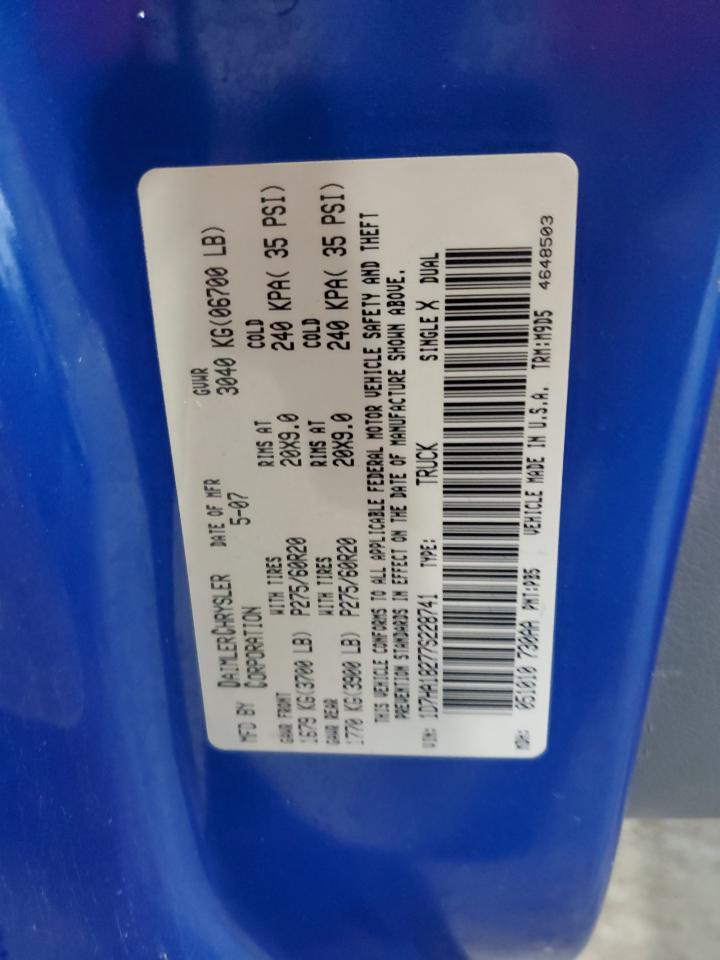 MFD BY DAIMLERCHRYSLER CORPORATION DATE OF MFR 5-07 GVWR 3040 KG(06700 LB)
GAWR FRONT WITH TIRES RIMS AT COLD
1679 KG(3700 LB) P275/60R20 20X9.0 240 KPA( 35 PSI)
GAWR REAR WITH TIRES RIMS AT COLD
1770 KG(3900 LB) P275/60R20 20X9.0 240 KPA( 35 PSI)
THIS VEHICLE CONFORMS TO ALL APPLICABLE FEDERAL MOTOR VEHICLE SAFETY AND THEFT
PREVENTION STANDARDS IN EFFECT ON THE DATE OF MANUFACTURE SHOWN ABOVE.
VIN: 1D7HA18277S228741 TYPE: TRUCK SINGLE X DUAL
MDH: 051010 730AA PNT:PB5 VEHICLE MADE IN U.S.A. TRM:M9D5 4648503